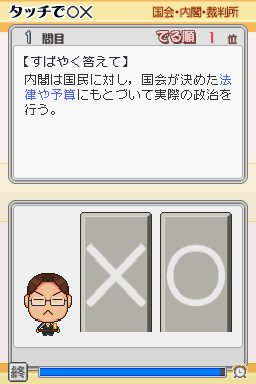 タッチで○× 国会・内閣・裁判所
1 問目 でる順 1 位
【すばやく答えて】
内閣は国民に対し，国会が決めた法
律や予算にもとづいて実際の政治を
行う。
× ○
終